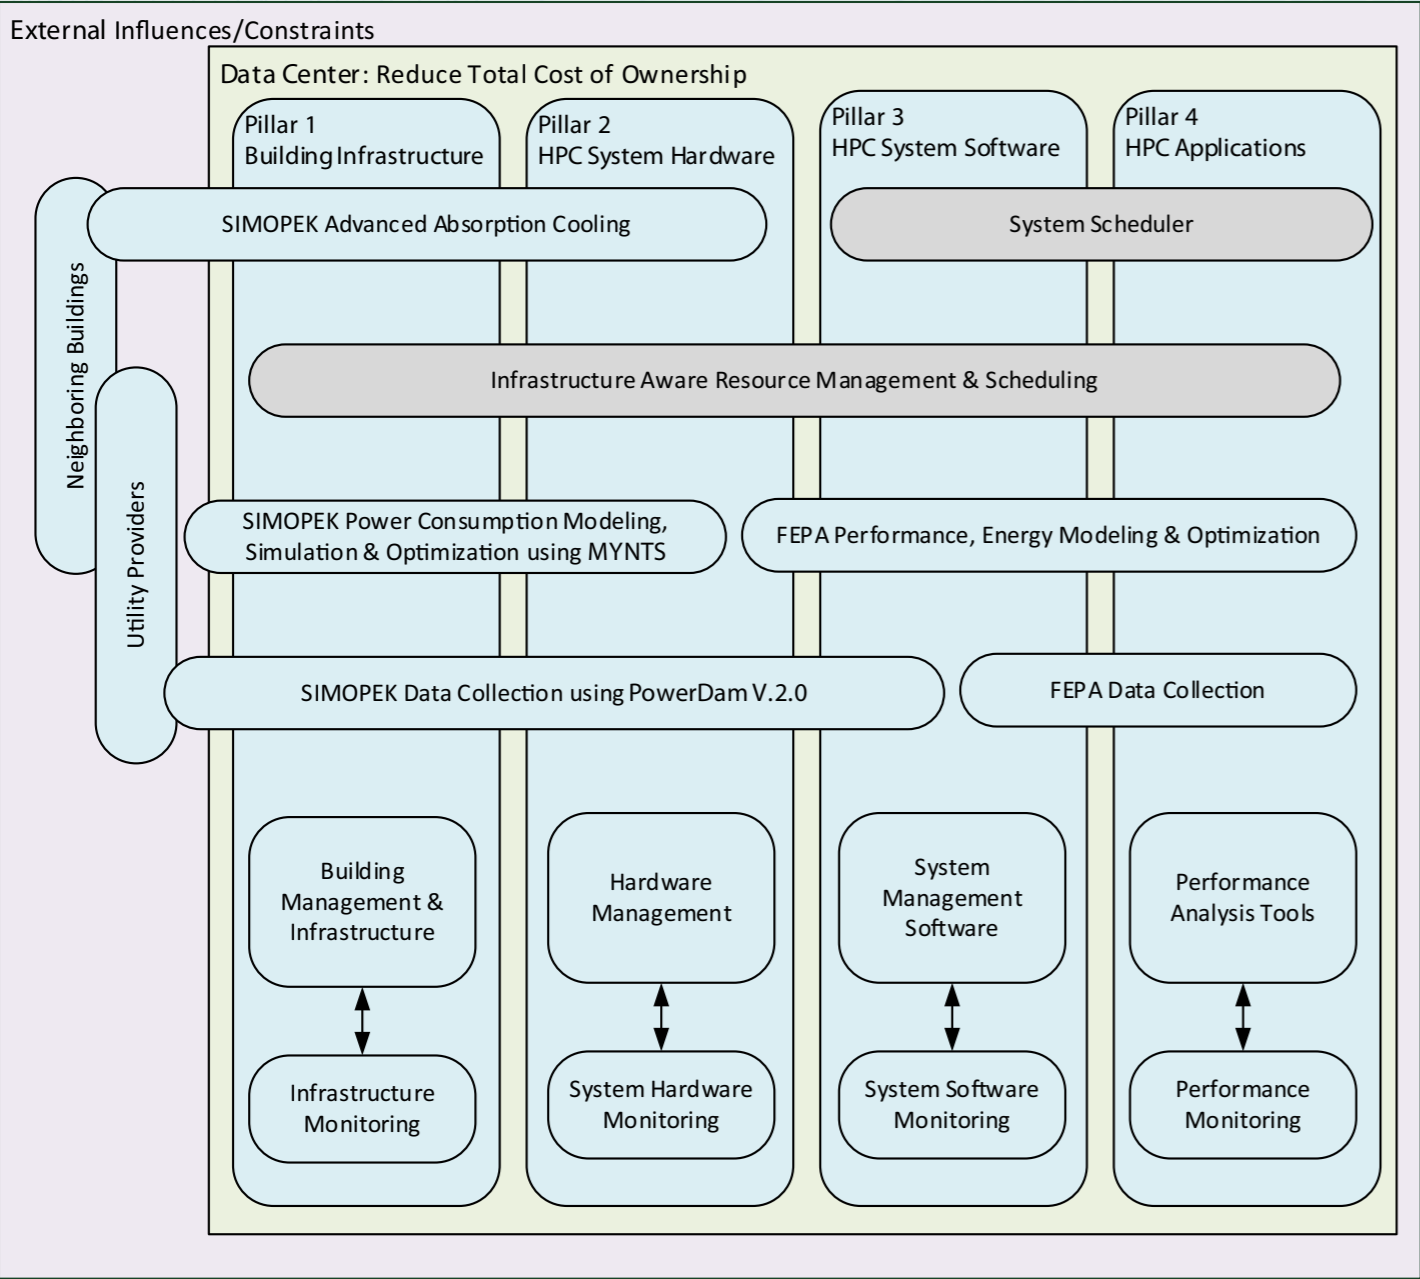 External Influences/Constraints
Data Center: Reduce Total Cost of Ownership
Pillar 1
Building Infrastructure
Pillar 2
HPC System Hardware
Pillar 3
HPC System Software
Pillar 4
HPC Applications
Neighboring Buildings
Utility Providers
SIMOPEK Advanced Absorption Cooling
System Scheduler
Infrastructure Aware Resource Management & Scheduling
SIMOPEK Power Consumption Modeling,
Simulation & Optimization using MYNTS
FEPA Performance, Energy Modeling & Optimization
SIMOPEK Data Collection using PowerDam V.2.0
FEPA Data Collection
Building
Management &
Infrastructure
Hardware
Management
System
Management
Software
Performance
Analysis Tools
Infrastructure
Monitoring
System Hardware
Monitoring
System Software
Monitoring
Performance
Monitoring